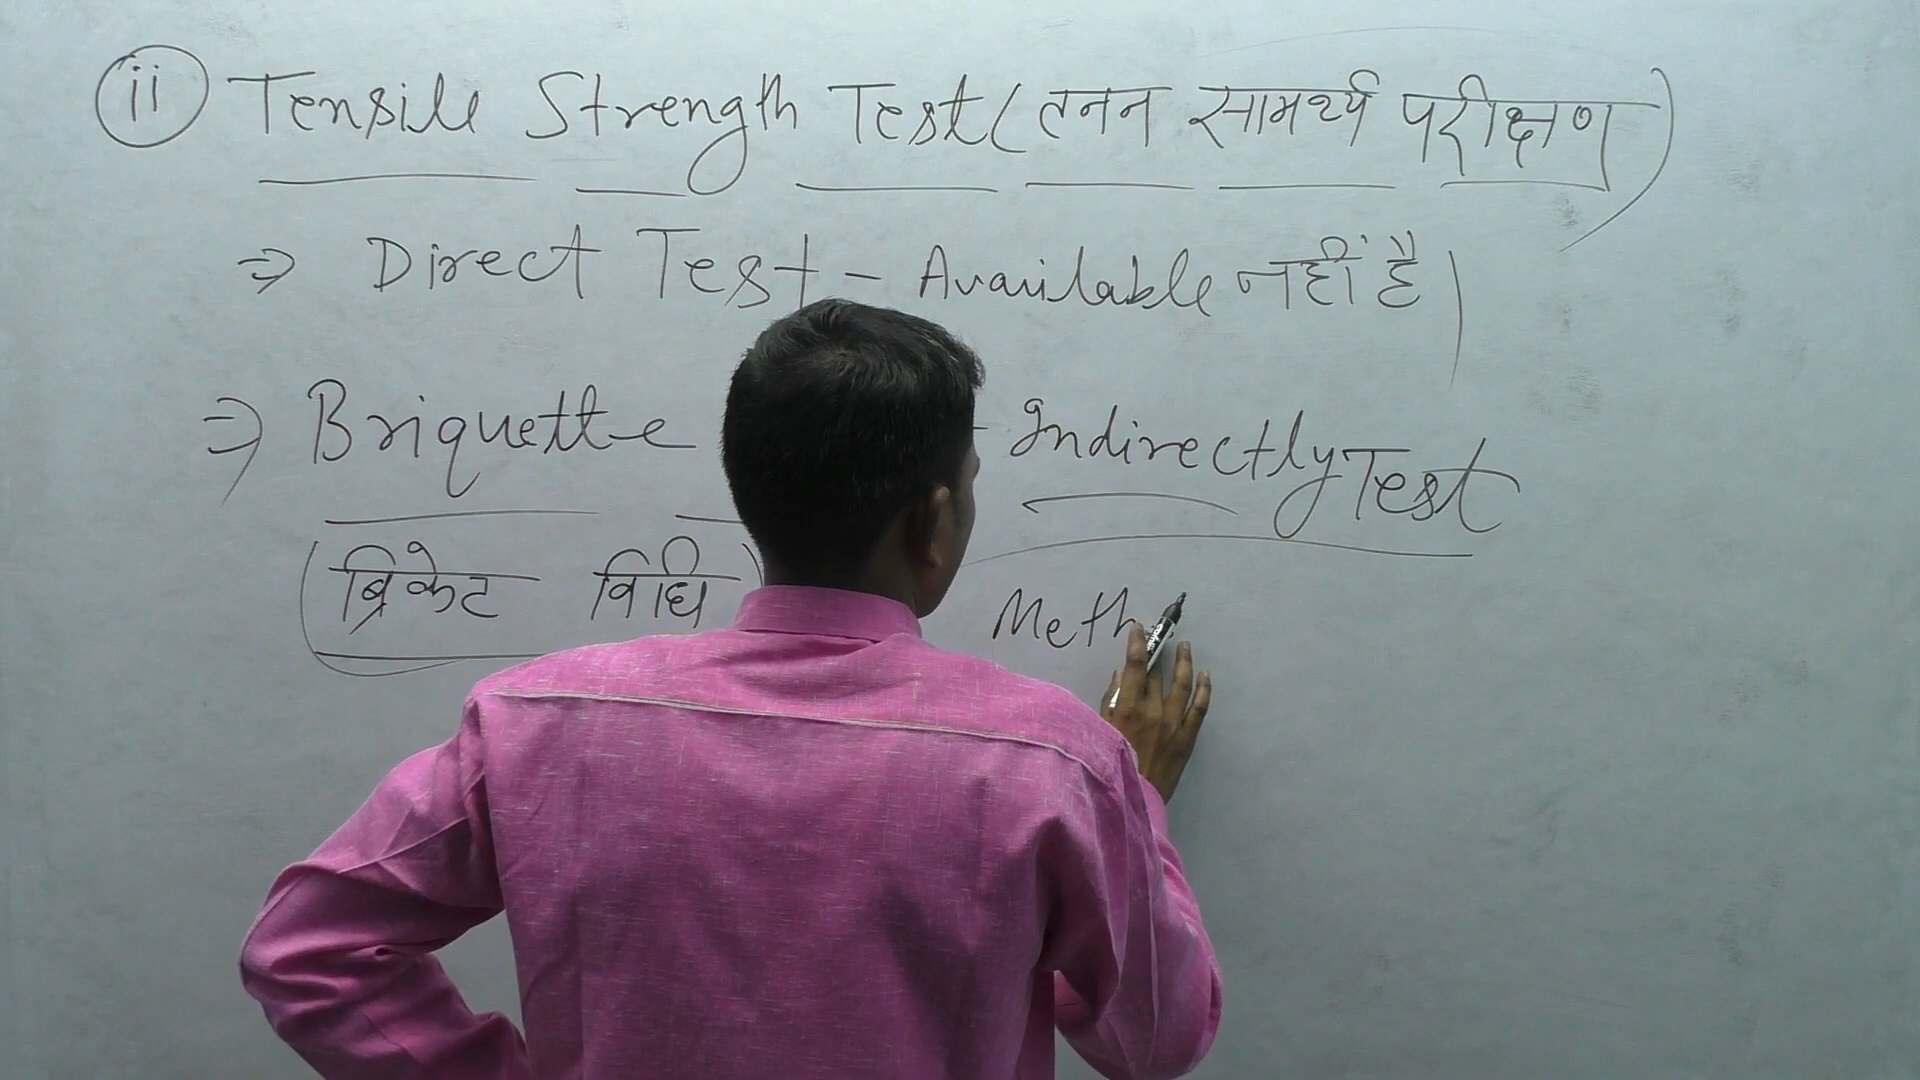 ii Tensile Strength Test (तनन सामर्थ्य परीक्षण)
⇒ Direct Test - Available नहीं है।
⇒ Briquette - Indirectly Test
(ब्रिकेट विधि) Meth